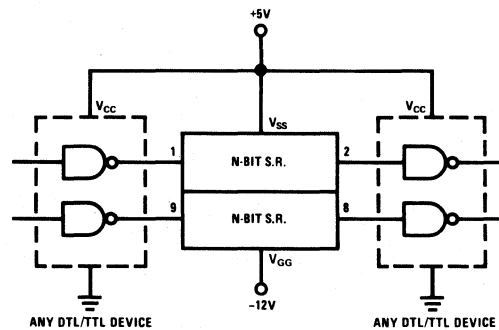 +5V
VCC
VCC
VSS
1
N-BIT S.R.
2
9
N-BIT S.R.
8
VGG
-12V
ANY DTL/TTL DEVICE
ANY DTL/TTL DEVICE